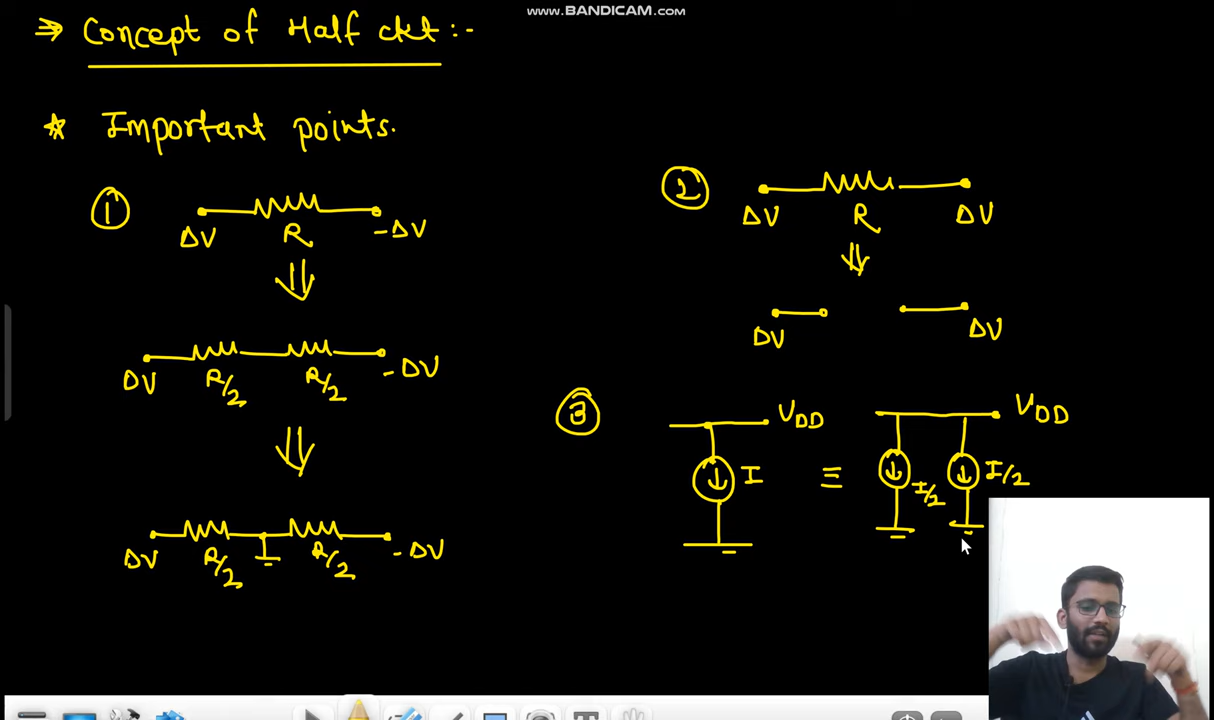 www.BANDICAM.com
⇒ Concept of Half ckt :-
* Important points.
①
ΔV R -ΔV
ΔV R/2 R/2 -ΔV
ΔV R/2 R/2 -ΔV
②
ΔV R ΔV
ΔV ΔV
③
VDD I ≡ VDD I/2 I/2